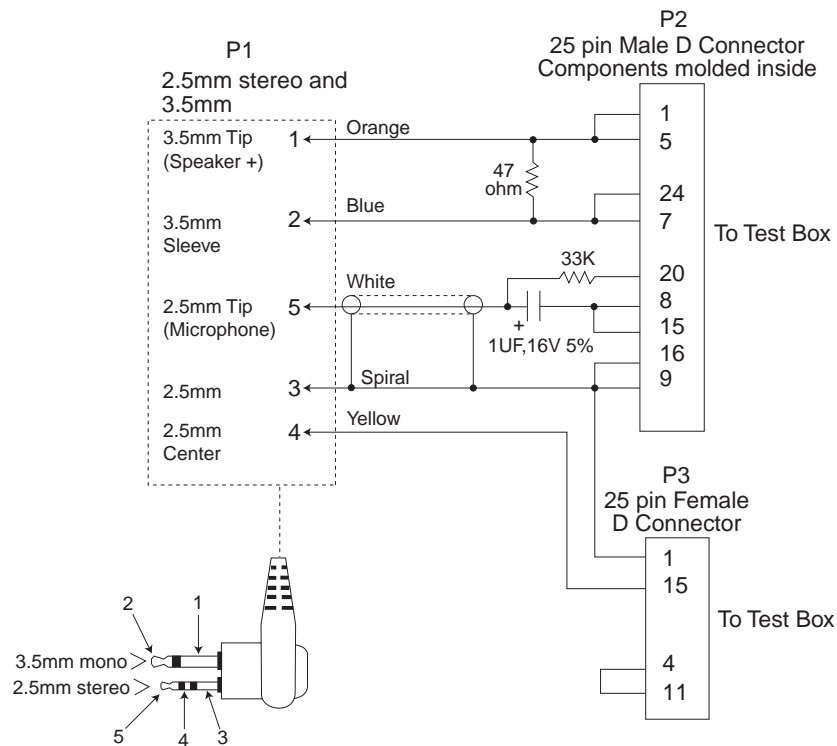 P1
2.5mm stereo and
3.5mm
P2
25 pin Male D Connector
Components molded inside
3.5mm Tip
(Speaker +)
1
Orange
47
ohm
1
5
3.5mm
Sleeve
2
Blue
24
7
To Test Box
2.5mm Tip
(Microphone)
5
White
33K
+
1UF,16V 5%
20
8
15
16
9
2.5mm
3
Spiral
2.5mm
Center
4
Yellow
P3
25 pin Female
D Connector
1
15
To Test Box
4
11
2
1
3.5mm mono
2.5mm stereo
5
4
3